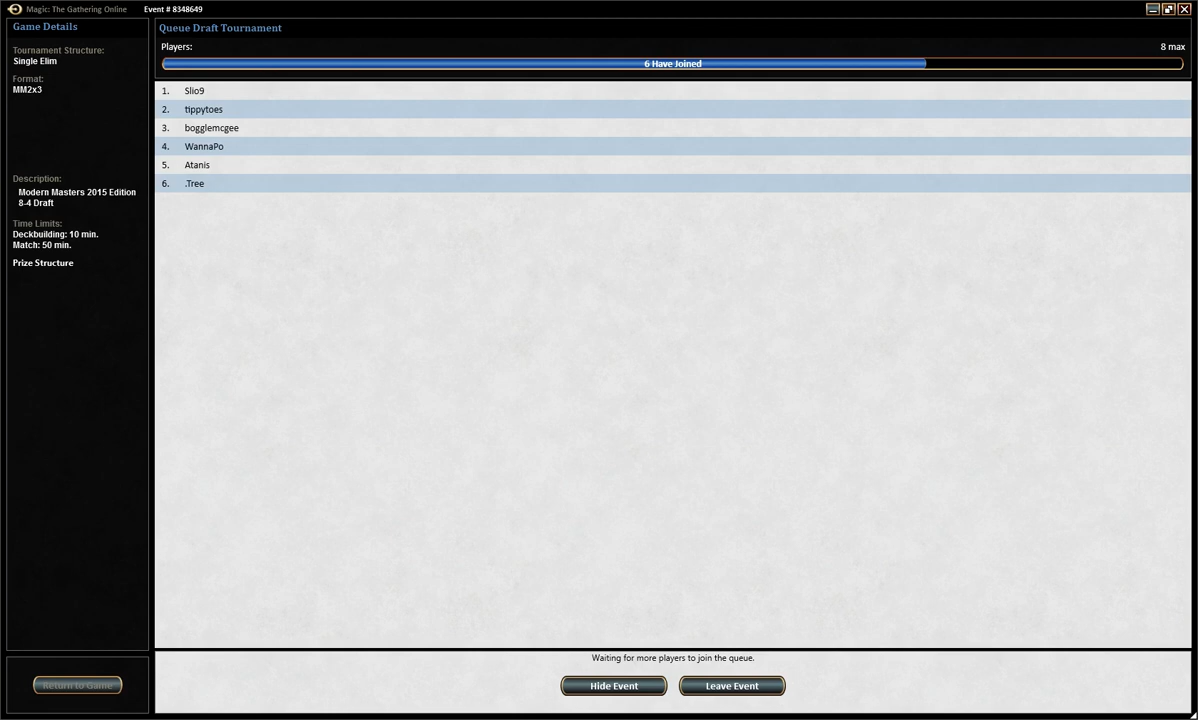 Magic: The Gathering Online Event # 8348649
Game Details
Tournament Structure:
Single Elim
Format:
MM2x3
Description:
Modern Masters 2015 Edition
8-4 Draft
Time Limits:
Deckbuilding: 10 min.
Match: 50 min.
Prize Structure
Return to Game
Queue Draft Tournament
Players: 8 max
6 Have Joined
1. Slio9
2. tippytoes
3. bogglemcgee
4. WannaPo
5. Atanis
6. .Tree
Waiting for more players to join the queue.
Hide Event Leave Event